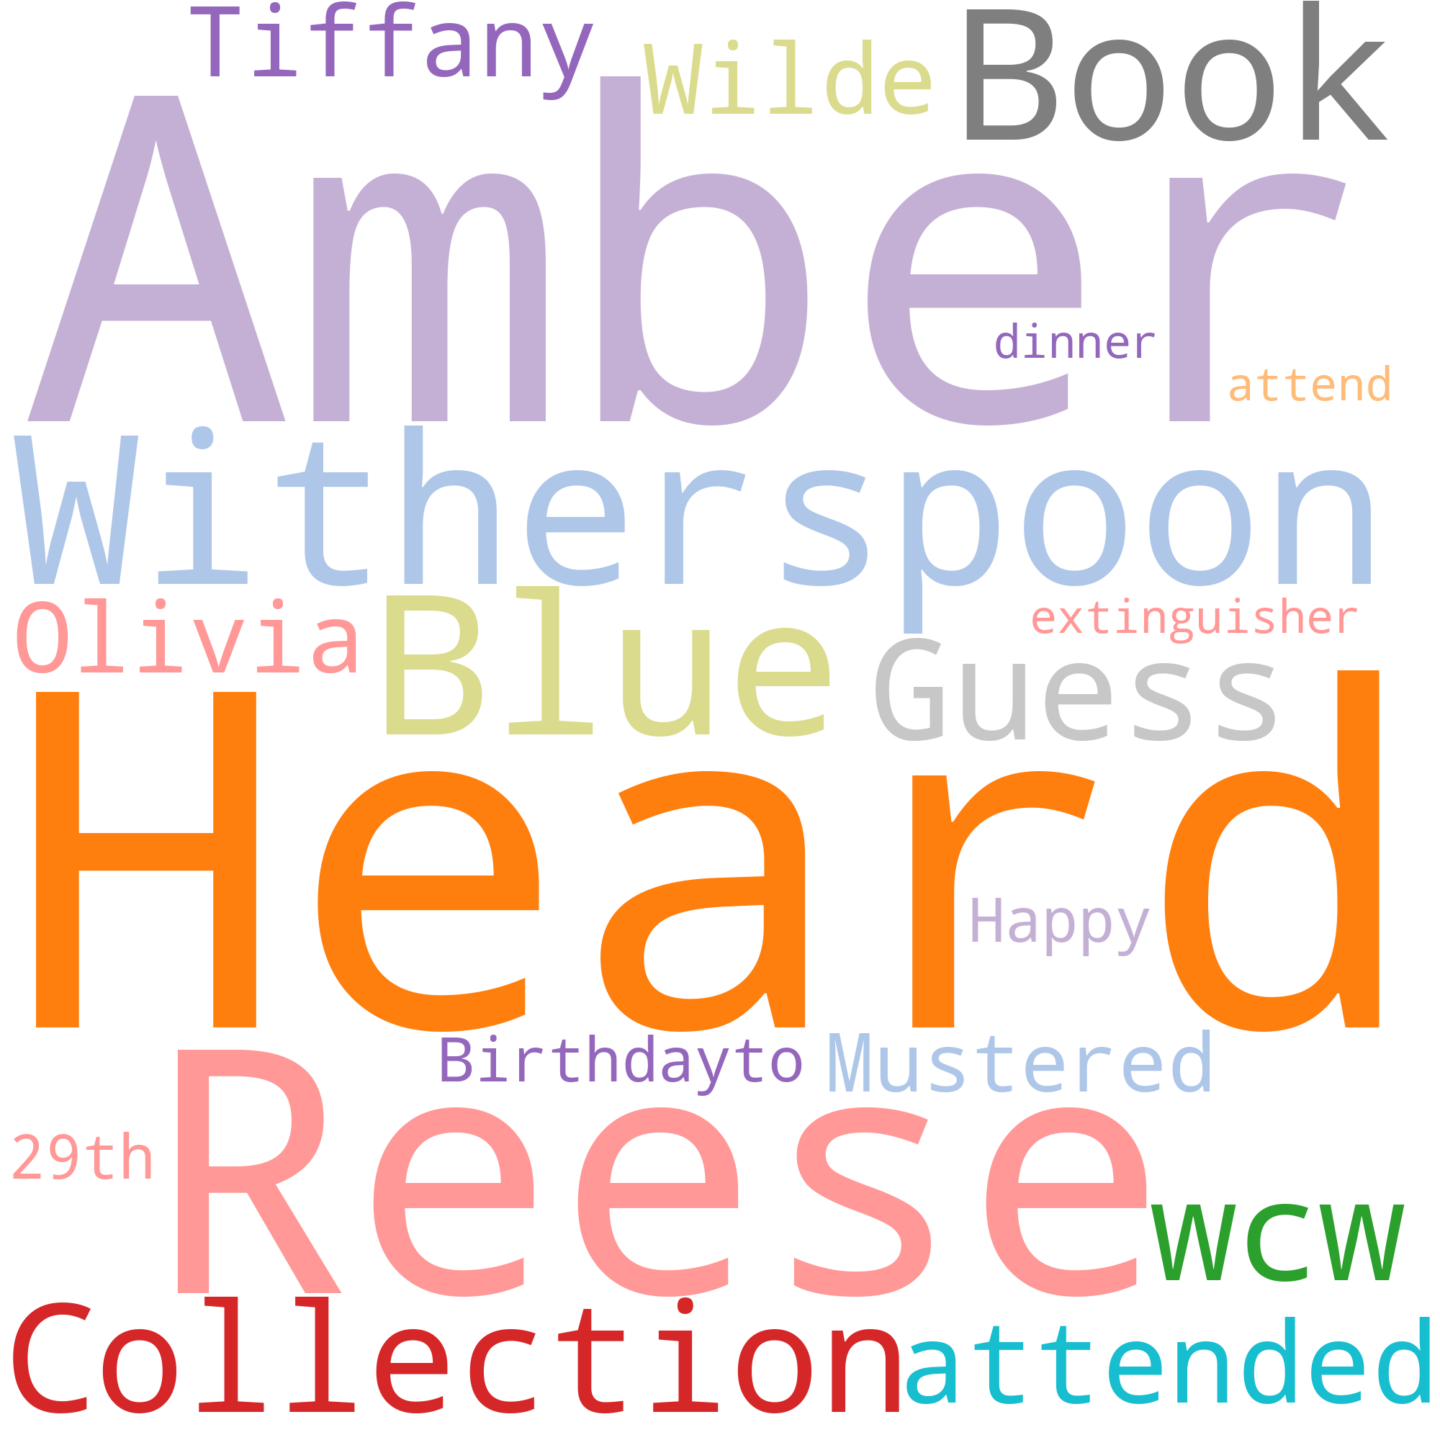 Tiffany
Wilde
Book
Amber
dinner
attend
Witherspoon
Olivia
Blue
extinguisher
Guess
Heard
Happy
Birthdayto
Mustered
29th
Reese
wcw
Collection
attended